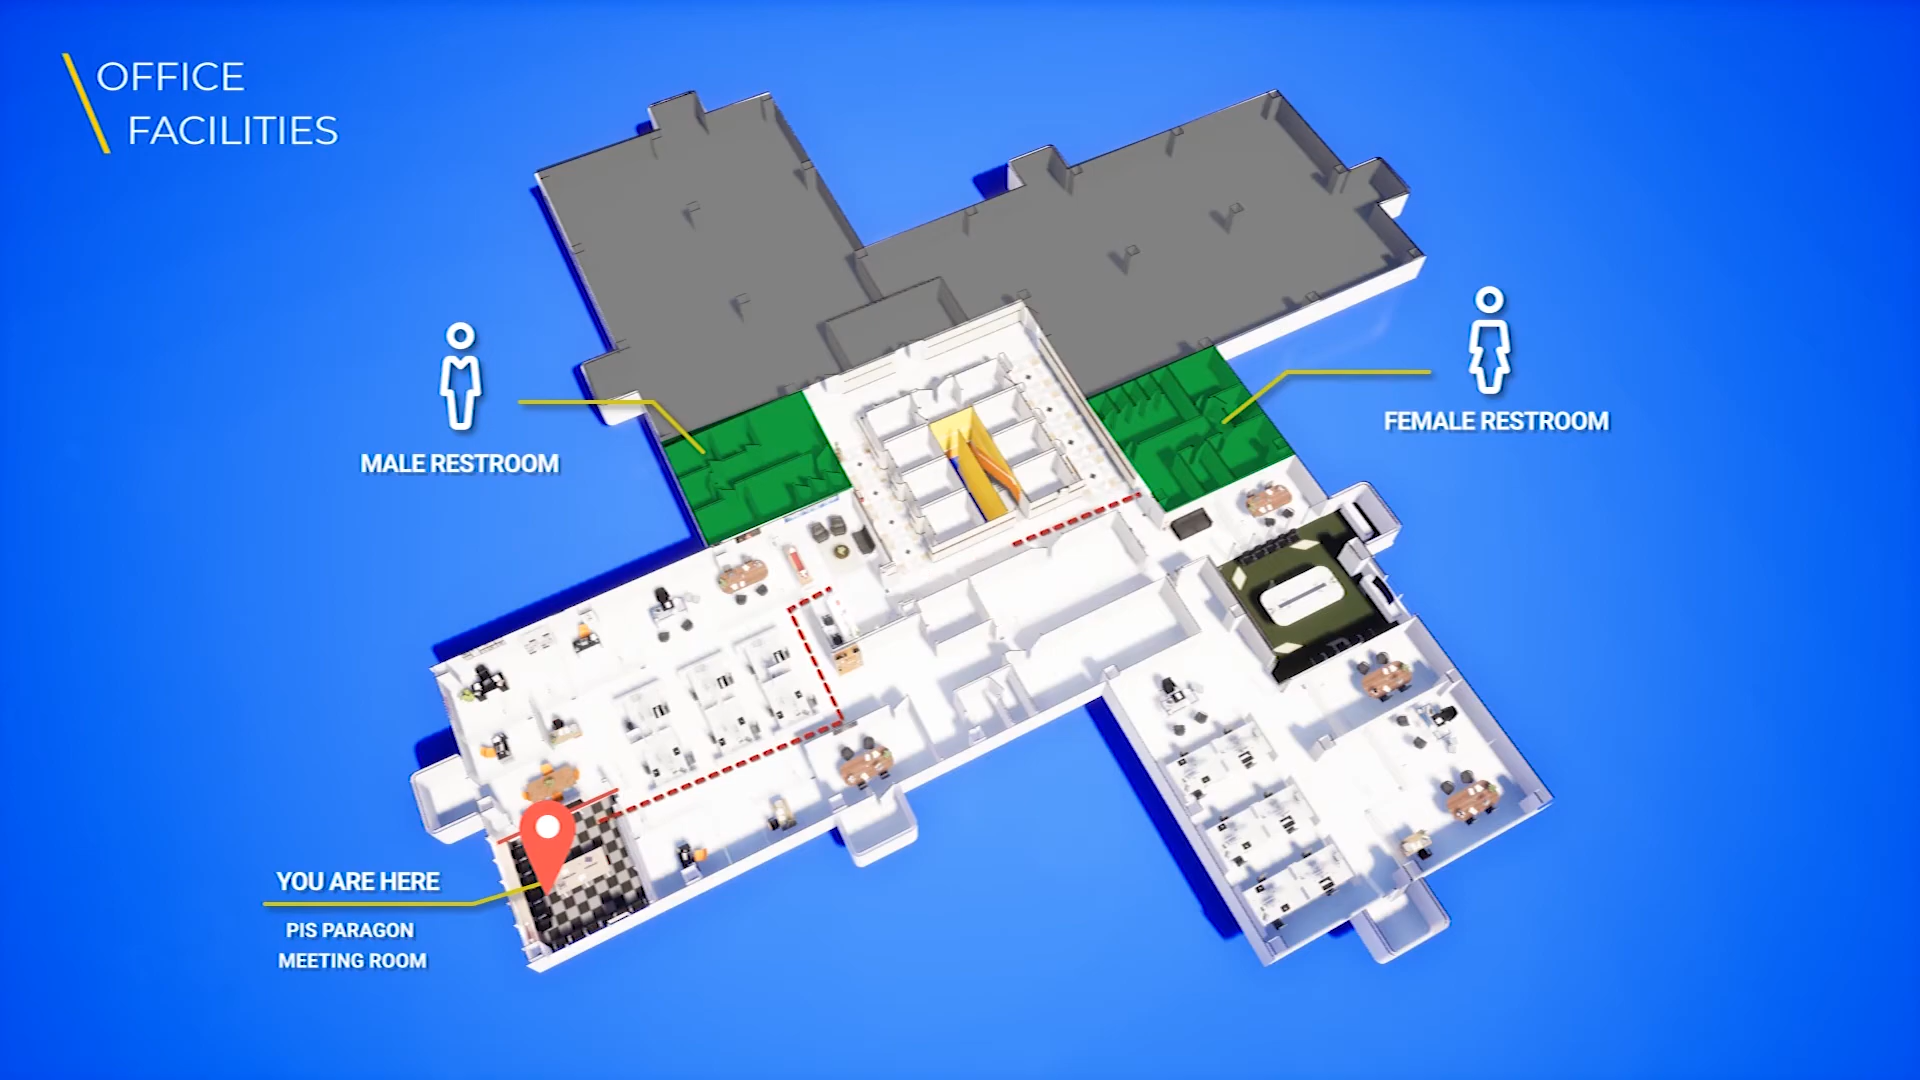 OFFICE
FACILITIES
MALE RESTROOM
FEMALE RESTROOM
YOU ARE HERE
PIS PARAGON
MEETING ROOM